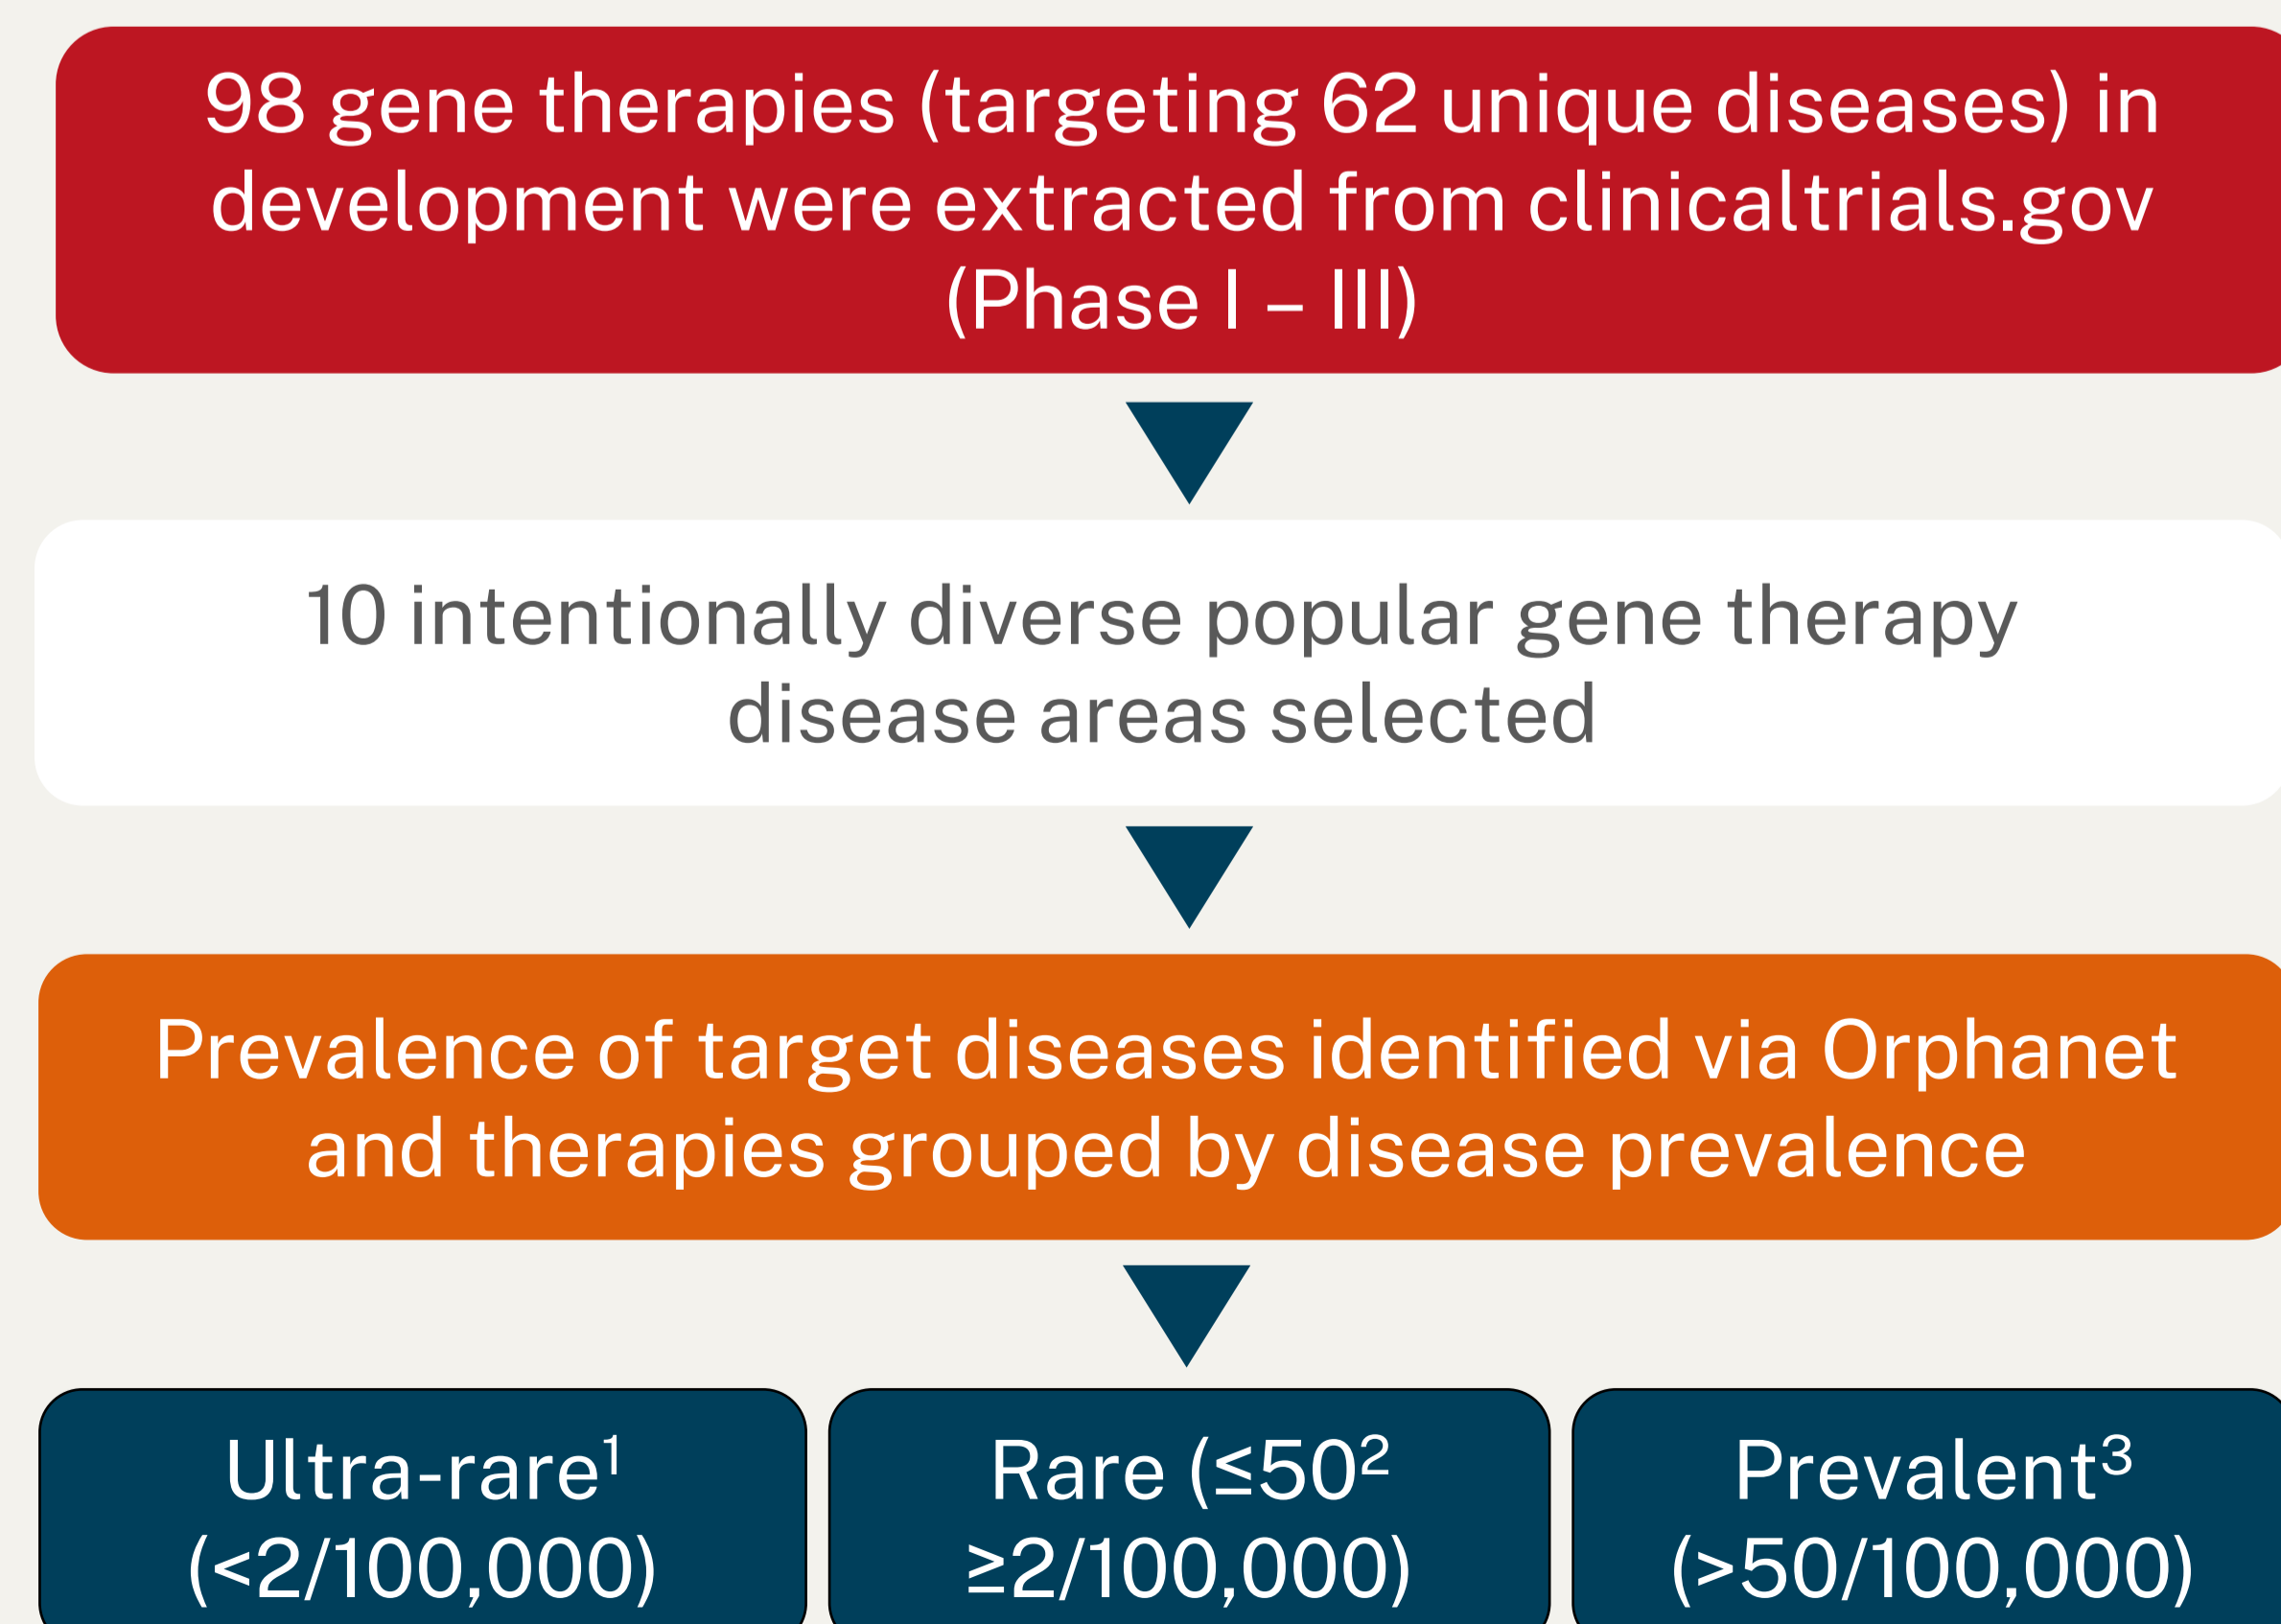 98 gene therapies (targeting 62 unique diseases) in
development were extracted from clinicaltrials.gov
(Phase I – III)
10 intentionally diverse popular gene therapy
disease areas selected
Prevalence of target diseases identified via Orphanet
and therapies grouped by disease prevalence
Ultra-rare¹
(<2/100,000)
Rare (≤50²
≥2/100,000)
Prevalent³
(>50/100,000)